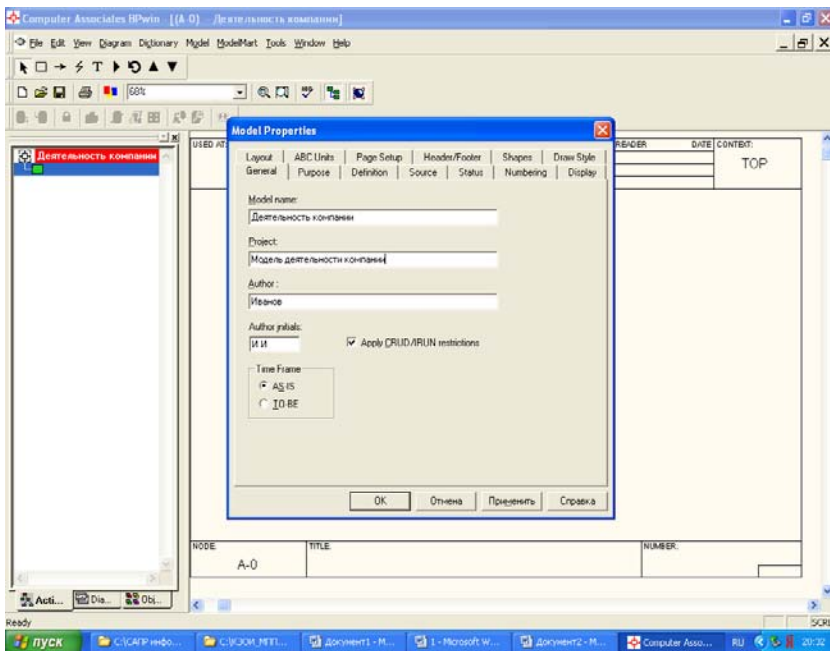 Computer Associates BPwin - [(A-0) Деятельность компании]
File Edit View Diagram Dictionary Model ModelMart Tools Window Help
68%
Деятельность компании
USED AT:
READER DATE CONTEXT:
TOP
Model Properties
Layout ABC Units Page Setup Header/Footer Shapes Draw Style
General Purpose Definition Source Status Numbering Display
Model name:
Деятельность компании
Project:
Модель деятельности компании
Author :
Иванов
Author initials:
И И
Apply CRUD/IRUN restrictions
Time Frame
AS-IS
TO-BE
OK Отмена Применить Справка
NODE: TITLE: NUMBER:
A-0
Acti... Dia... Obj...
Ready
SCRL
пуск C:\САПР инфо... Документ1 - M... 1 - Microsoft W... Документ2 - M... Computer Asso... RU 20:32